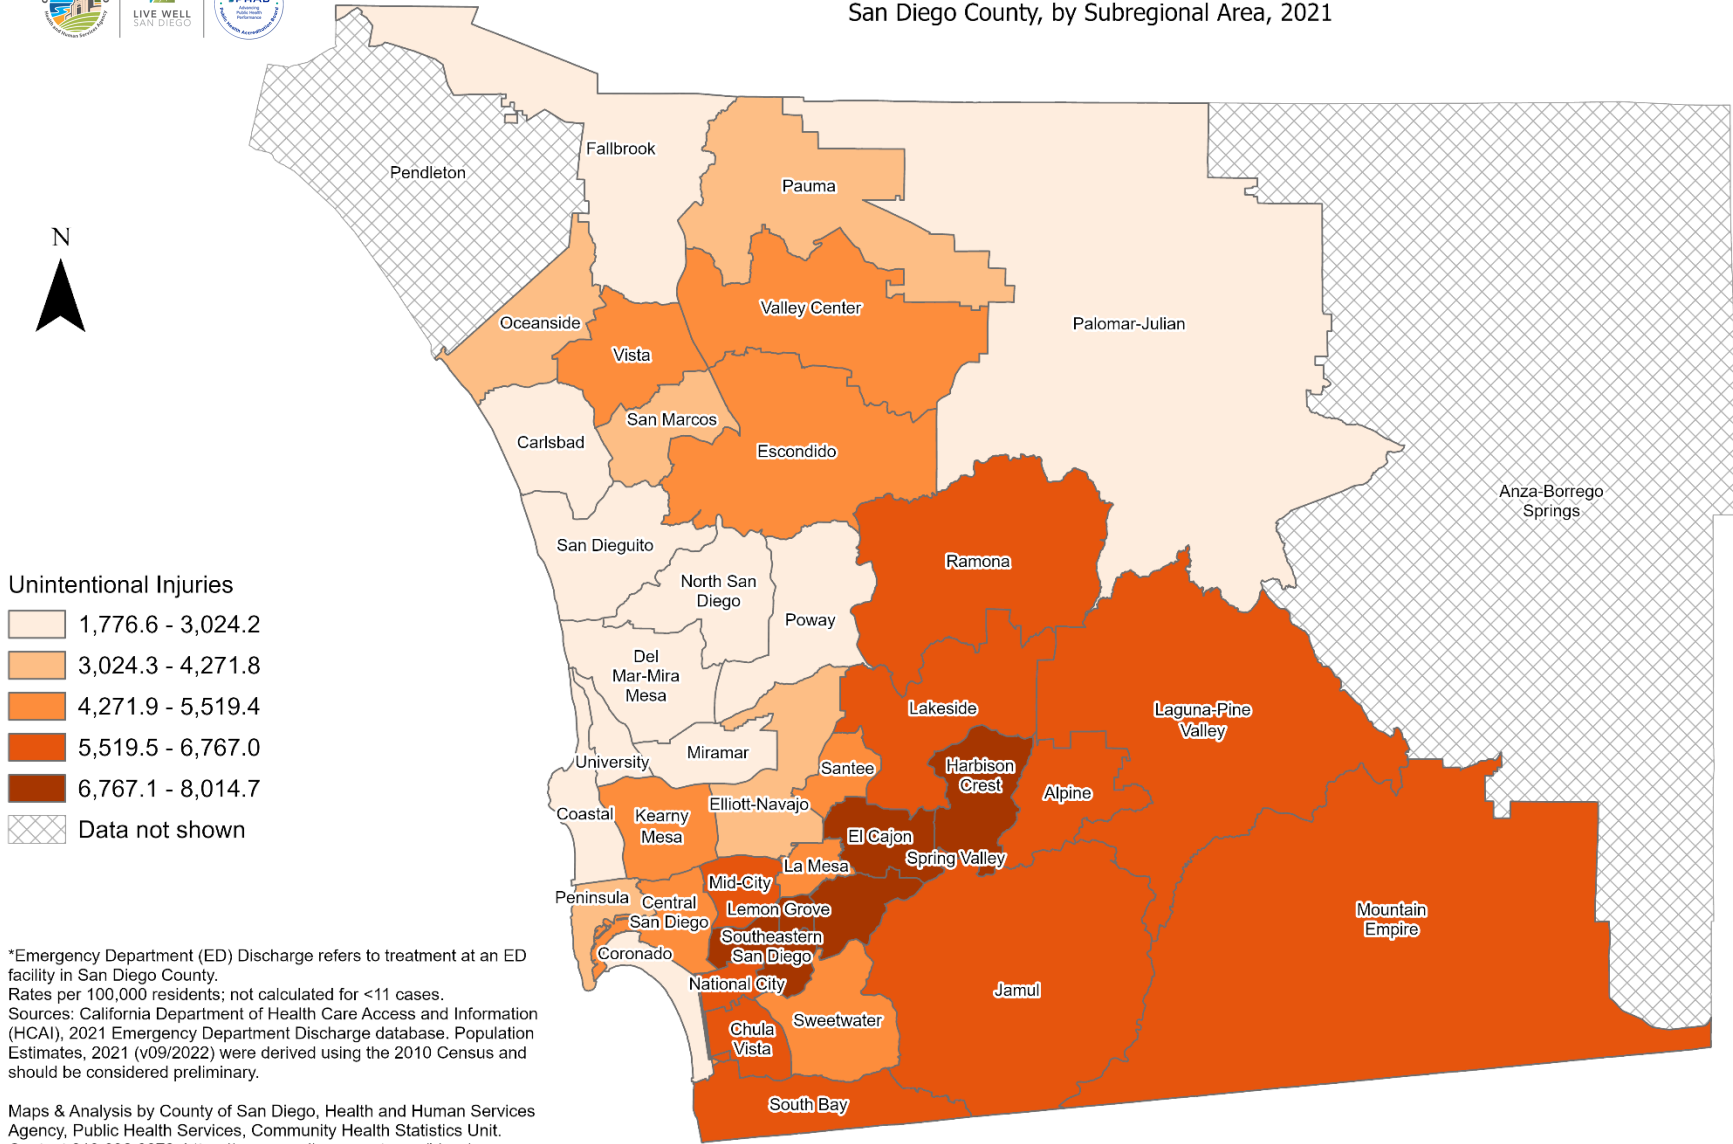 LIVE WELL
SAN DIEGO
San Diego County, by Subregional Area, 2021
Fallbrook
Pendleton
Pauma
N
Valley Center
Oceanside
Palomar-Julian
Vista
San Marcos
Carlsbad
Escondido
Anza-Borrego
Springs
San Dieguito
Ramona
North San
Diego
Poway
Del
Mar-Mira
Mesa
Lakeside
Laguna-Pine
Valley
Miramar
University
Santee
Harbison
Crest
Alpine
Elliott-Navajo
Coastal
Kearny
Mesa
El Cajon
Spring Valley
La Mesa
Mid-City
Peninsula
Central
San Diego
Lemon Grove
Mountain
Empire
Southeastern
San Diego
Coronado
National City
Jamul
Sweetwater
Chula
Vista
South Bay
Unintentional Injuries
1,776.6 - 3,024.2
3,024.3 - 4,271.8
4,271.9 - 5,519.4
5,519.5 - 6,767.0
6,767.1 - 8,014.7
Data not shown
*Emergency Department (ED) Discharge refers to treatment at an ED
facility in San Diego County.
Rates per 100,000 residents; not calculated for <11 cases.
Sources: California Department of Health Care Access and Information
(HCAI), 2021 Emergency Department Discharge database. Population
Estimates, 2021 (v09/2022) were derived using the 2010 Census and
should be considered preliminary.
Maps & Analysis by County of San Diego, Health and Human Services
Agency, Public Health Services, Community Health Statistics Unit.